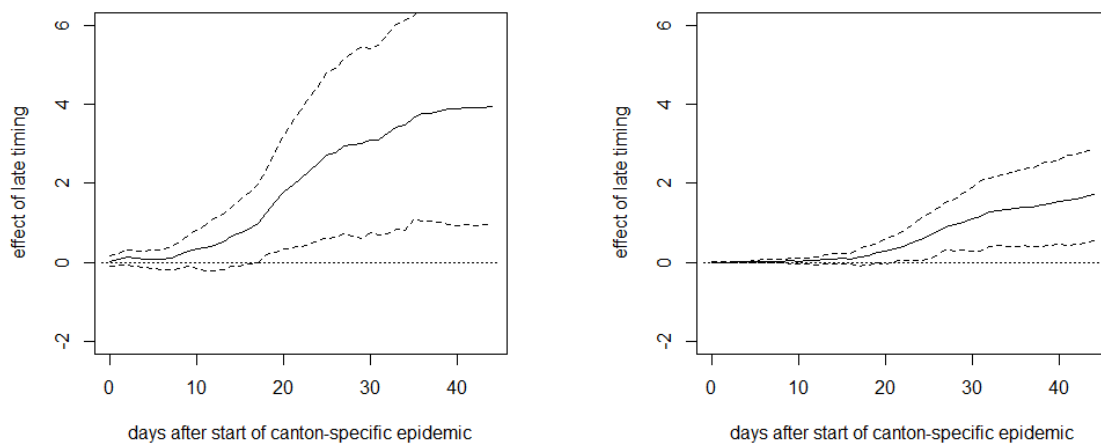 6
4
2
0
-2
effect of late timing
0 10 20 30 40
days after start of canton-specific epidemic
6
4
2
0
-2
effect of late timing
0 10 20 30 40
days after start of canton-specific epidemic